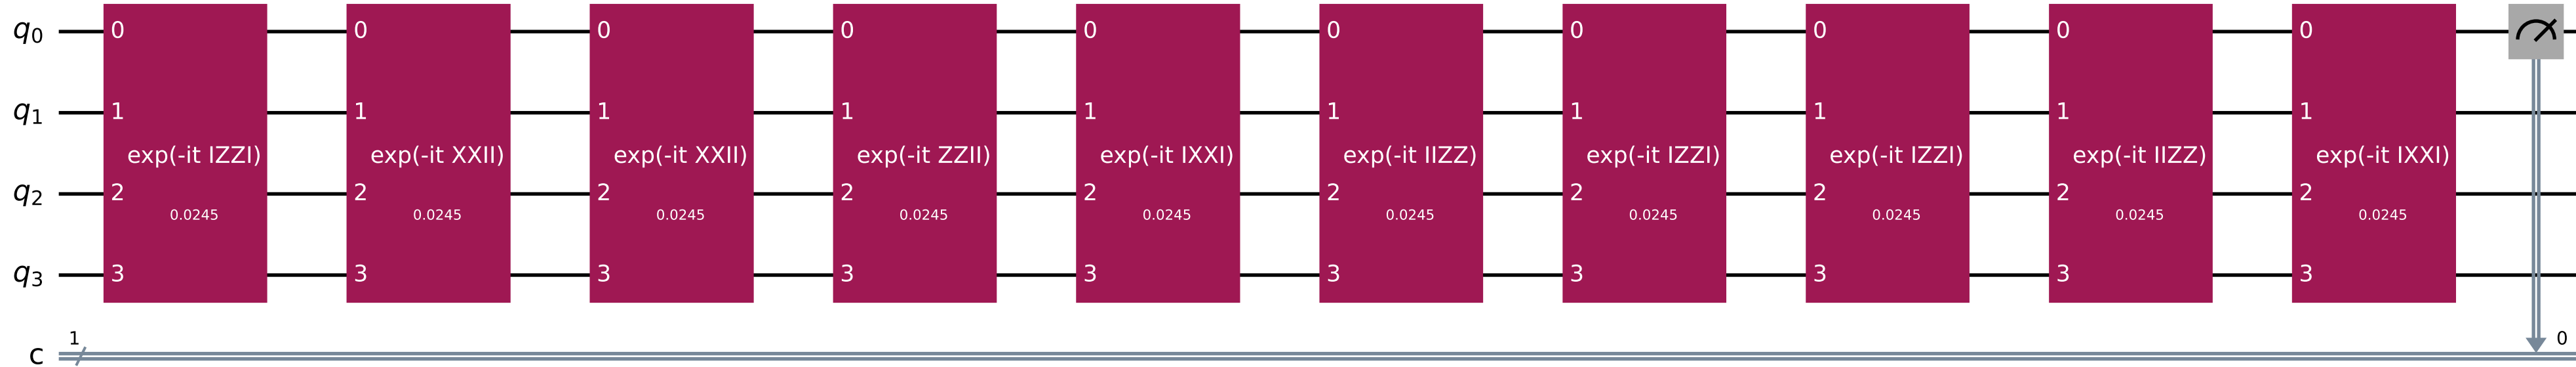 q0 0 0 0 0 0 0 0 0 0 0
q1 1 1 1 1 1 1 1 1 1 1
exp(-it IZZI) exp(-it XXII) exp(-it XXII) exp(-it ZZII) exp(-it IXXI) exp(-it IIZZ) exp(-it IZZI) exp(-it IZZI) exp(-it IIZZ) exp(-it IXXI)
q2 2 2 2 2 2 2 2 2 2 2
0.0245 0.0245 0.0245 0.0245 0.0245 0.0245 0.0245 0.0245 0.0245 0.0245
q3 3 3 3 3 3 3 3 3 3 3
1 0
c